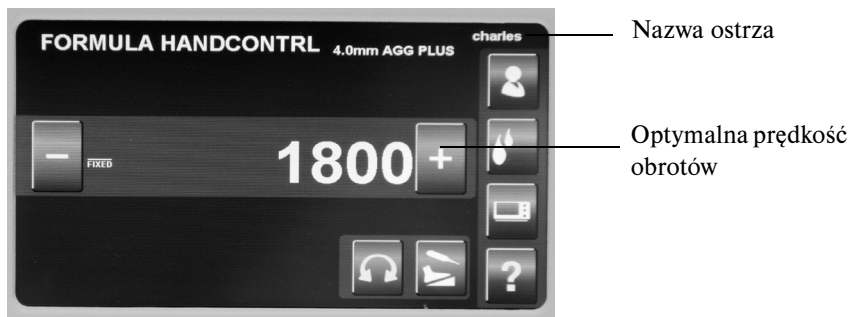 FORMULA HANDCONTRL 4.0mm AGG PLUS charles
Nazwa ostrza
- FIXED 1800 +
Optymalna prędkość
obrotów
?